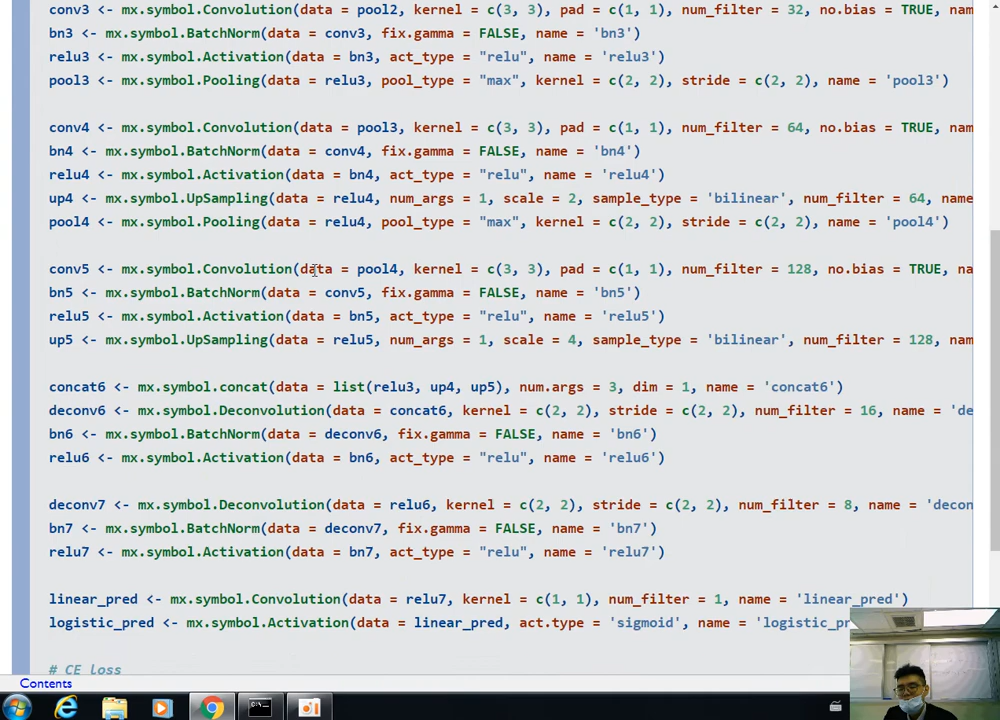 conv3 <- mx.symbol.Convolution(data = pool2, kernel = c(3, 3), pad = c(1, 1), num_filter = 32, no.bias = TRUE, nam
bn3 <- mx.symbol.BatchNorm(data = conv3, fix.gamma = FALSE, name = 'bn3')
relu3 <- mx.symbol.Activation(data = bn3, act_type = "relu", name = 'relu3')
pool3 <- mx.symbol.Pooling(data = relu3, pool_type = "max", kernel = c(2, 2), stride = c(2, 2), name = 'pool3')
conv4 <- mx.symbol.Convolution(data = pool3, kernel = c(3, 3), pad = c(1, 1), num_filter = 64, no.bias = TRUE, nam
bn4 <- mx.symbol.BatchNorm(data = conv4, fix.gamma = FALSE, name = 'bn4')
relu4 <- mx.symbol.Activation(data = bn4, act_type = "relu", name = 'relu4')
up4 <- mx.symbol.UpSampling(data = relu4, num_args = 1, scale = 2, sample_type = 'bilinear', num_filter = 64, name
pool4 <- mx.symbol.Pooling(data = relu4, pool_type = "max", kernel = c(2, 2), stride = c(2, 2), name = 'pool4')
conv5 <- mx.symbol.Convolution(data = pool4, kernel = c(3, 3), pad = c(1, 1), num_filter = 128, no.bias = TRUE, na
bn5 <- mx.symbol.BatchNorm(data = conv5, fix.gamma = FALSE, name = 'bn5')
relu5 <- mx.symbol.Activation(data = bn5, act_type = "relu", name = 'relu5')
up5 <- mx.symbol.UpSampling(data = relu5, num_args = 1, scale = 4, sample_type = 'bilinear', num_filter = 128, nam
concat6 <- mx.symbol.concat(data = list(relu3, up4, up5), num.args = 3, dim = 1, name = 'concat6')
deconv6 <- mx.symbol.Deconvolution(data = concat6, kernel = c(2, 2), stride = c(2, 2), num_filter = 16, name = 'de
bn6 <- mx.symbol.BatchNorm(data = deconv6, fix.gamma = FALSE, name = 'bn6')
relu6 <- mx.symbol.Activation(data = bn6, act_type = "relu", name = 'relu6')
deconv7 <- mx.symbol.Deconvolution(data = relu6, kernel = c(2, 2), stride = c(2, 2), num_filter = 8, name = 'decon
bn7 <- mx.symbol.BatchNorm(data = deconv7, fix.gamma = FALSE, name = 'bn7')
relu7 <- mx.symbol.Activation(data = bn7, act_type = "relu", name = 'relu7')
linear_pred <- mx.symbol.Convolution(data = relu7, kernel = c(1, 1), num_filter = 1, name = 'linear_pred')
logistic_pred <- mx.symbol.Activation(data = linear_pred, act.type = 'sigmoid', name = 'logistic_pr
# CE loss
Contents